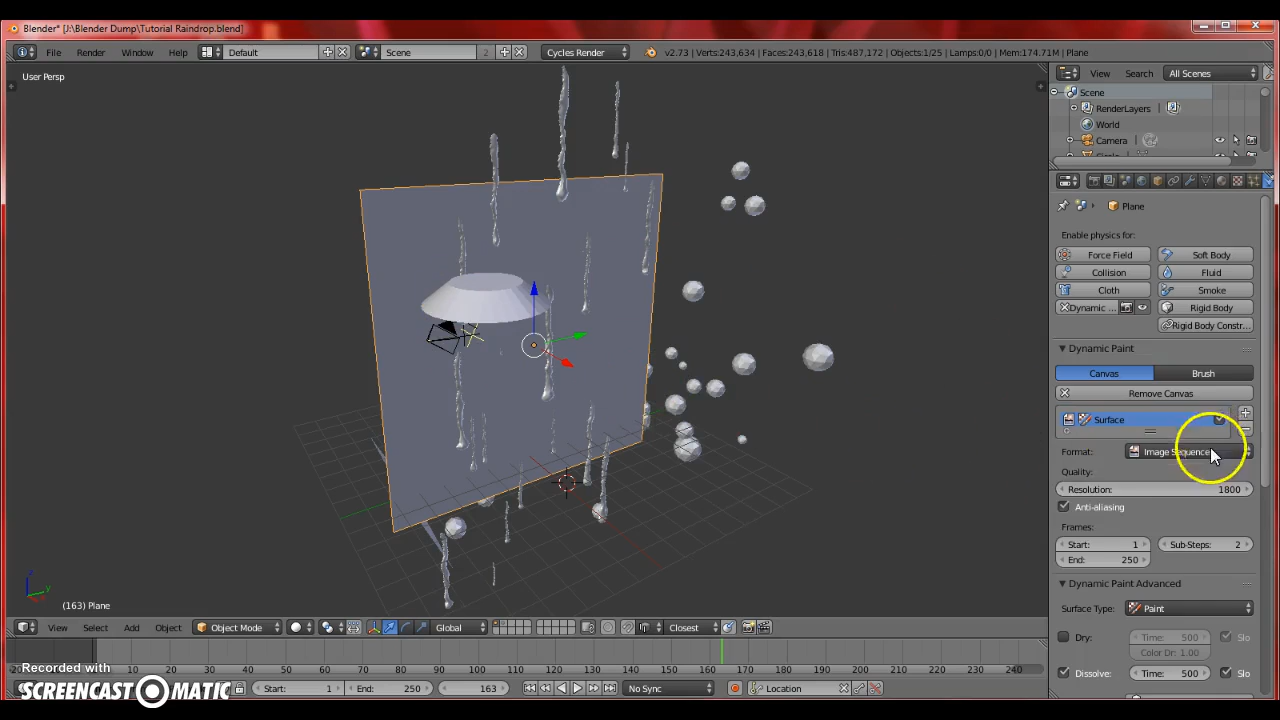 Blender* [J:\Blender Dump\Tutorial Raindrop.blend]
File Render Window Help Default Scene 2 Cycles Render v2.73 | Verts:243,634 | Faces:243,618 | Tris:487,172 | Objects:1/25 | Lamps:0/0 | Mem:174.71M | Plane
User Persp
View Search All Scenes
Scene
RenderLayers
World
Camera
Plane
Enable physics for:
Force Field Soft Body
Collision Fluid
Cloth Smoke
Dynamic ... Rigid Body
Rigid Body Constr...
Dynamic Paint
Canvas Brush
Remove Canvas
Surface
Format: Image Sequence
Quality:
Resolution: 1800
Anti-aliasing
Frames:
Start: 1 Sub-Steps: 2
End: 250
Dynamic Paint Advanced
Surface Type: Paint
Dry: Time: 500 Slo
Color Dr: 1.00
Dissolve: Time: 500 Slo
(163) Plane
View Select Add Object Object Mode Global Closest
Recorded with
10 20 30 40 50 60 70 80 90 100 110 120 130 140 150 160 170 180 190 200 210 220 230 240
SCREENCAST-O-MATIC
Start: 1 End: 250 163 No Sync Location